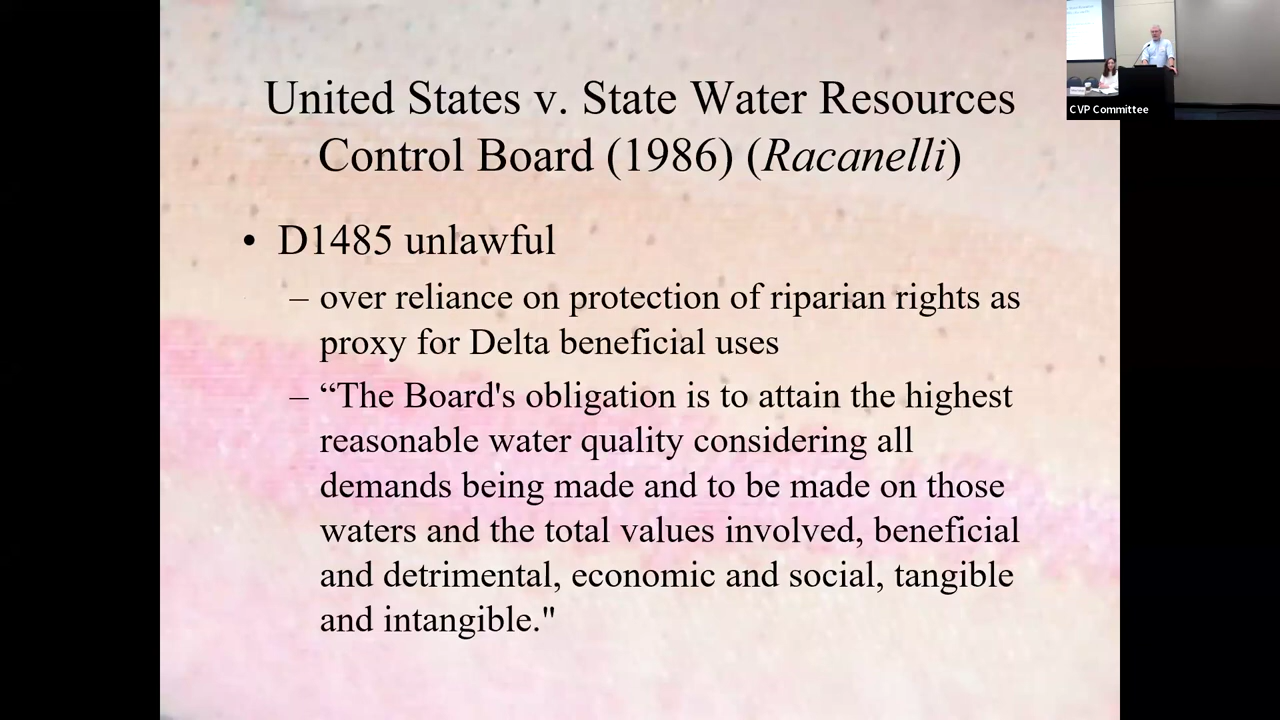 United States v. State Water Resources
Control Board (1986) (Racanelli)
• D1485 unlawful
– over reliance on protection of riparian rights as
proxy for Delta beneficial uses
– “The Board's obligation is to attain the highest
reasonable water quality considering all
demands being made and to be made on those
waters and the total values involved, beneficial
and detrimental, economic and social, tangible
and intangible."
CVP Committee